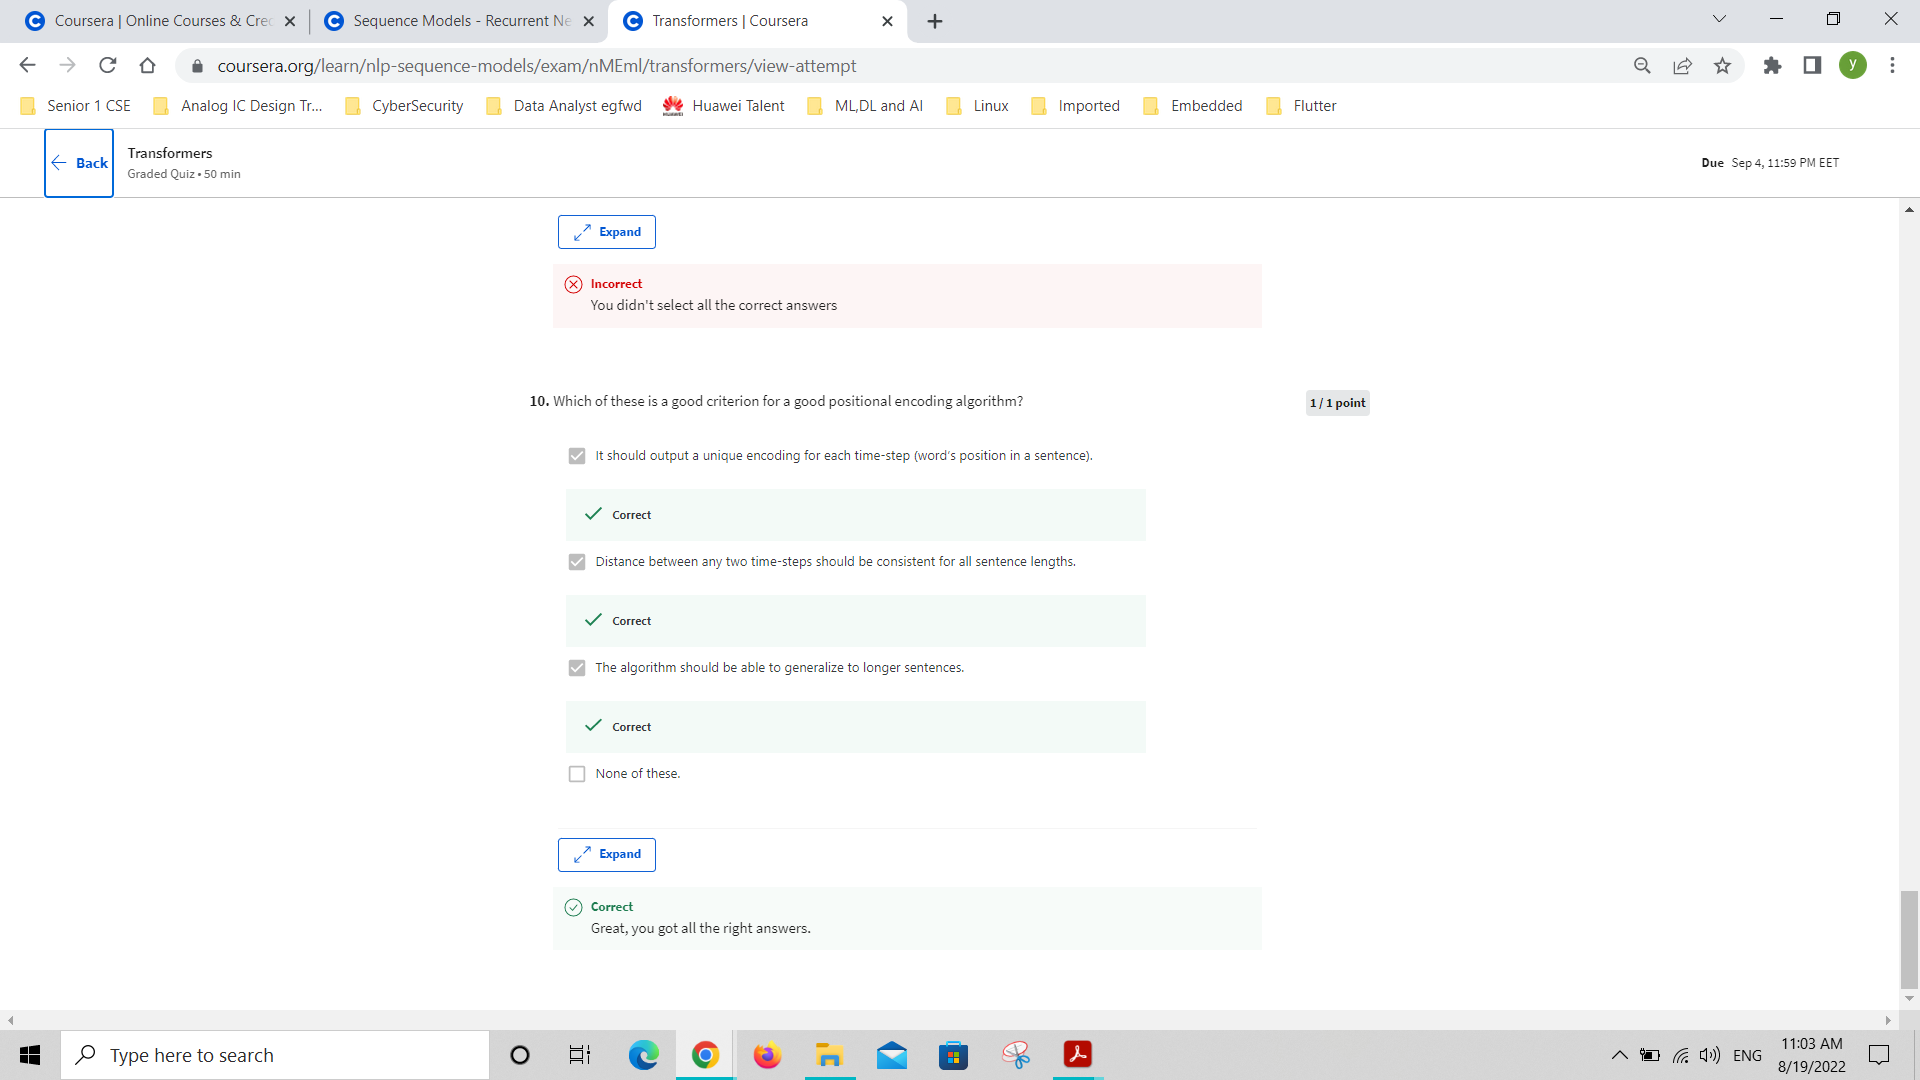 Coursera | Online Courses & Cre
Sequence Models - Recurrent Ne
Transformers | Coursera
coursera.org/learn/nlp-sequence-models/exam/nMEml/transformers/view-attempt
y
Senior 1 CSE
Analog IC Design Tr...
CyberSecurity
Data Analyst egfwd
Huawei Talent
ML,DL and AI
Linux
Imported
Embedded
Flutter
Back
Transformers
Graded Quiz • 50 min
Due Sep 4, 11:59 PM EET
Expand
Incorrect
You didn't select all the correct answers
10. Which of these is a good criterion for a good positional encoding algorithm?
1 / 1 point
It should output a unique encoding for each time-step (word's position in a sentence).
Correct
Distance between any two time-steps should be consistent for all sentence lengths.
Correct
The algorithm should be able to generalize to longer sentences.
Correct
None of these.
Expand
Correct
Great, you got all the right answers.
Type here to search
ENG
11:03 AM
8/19/2022